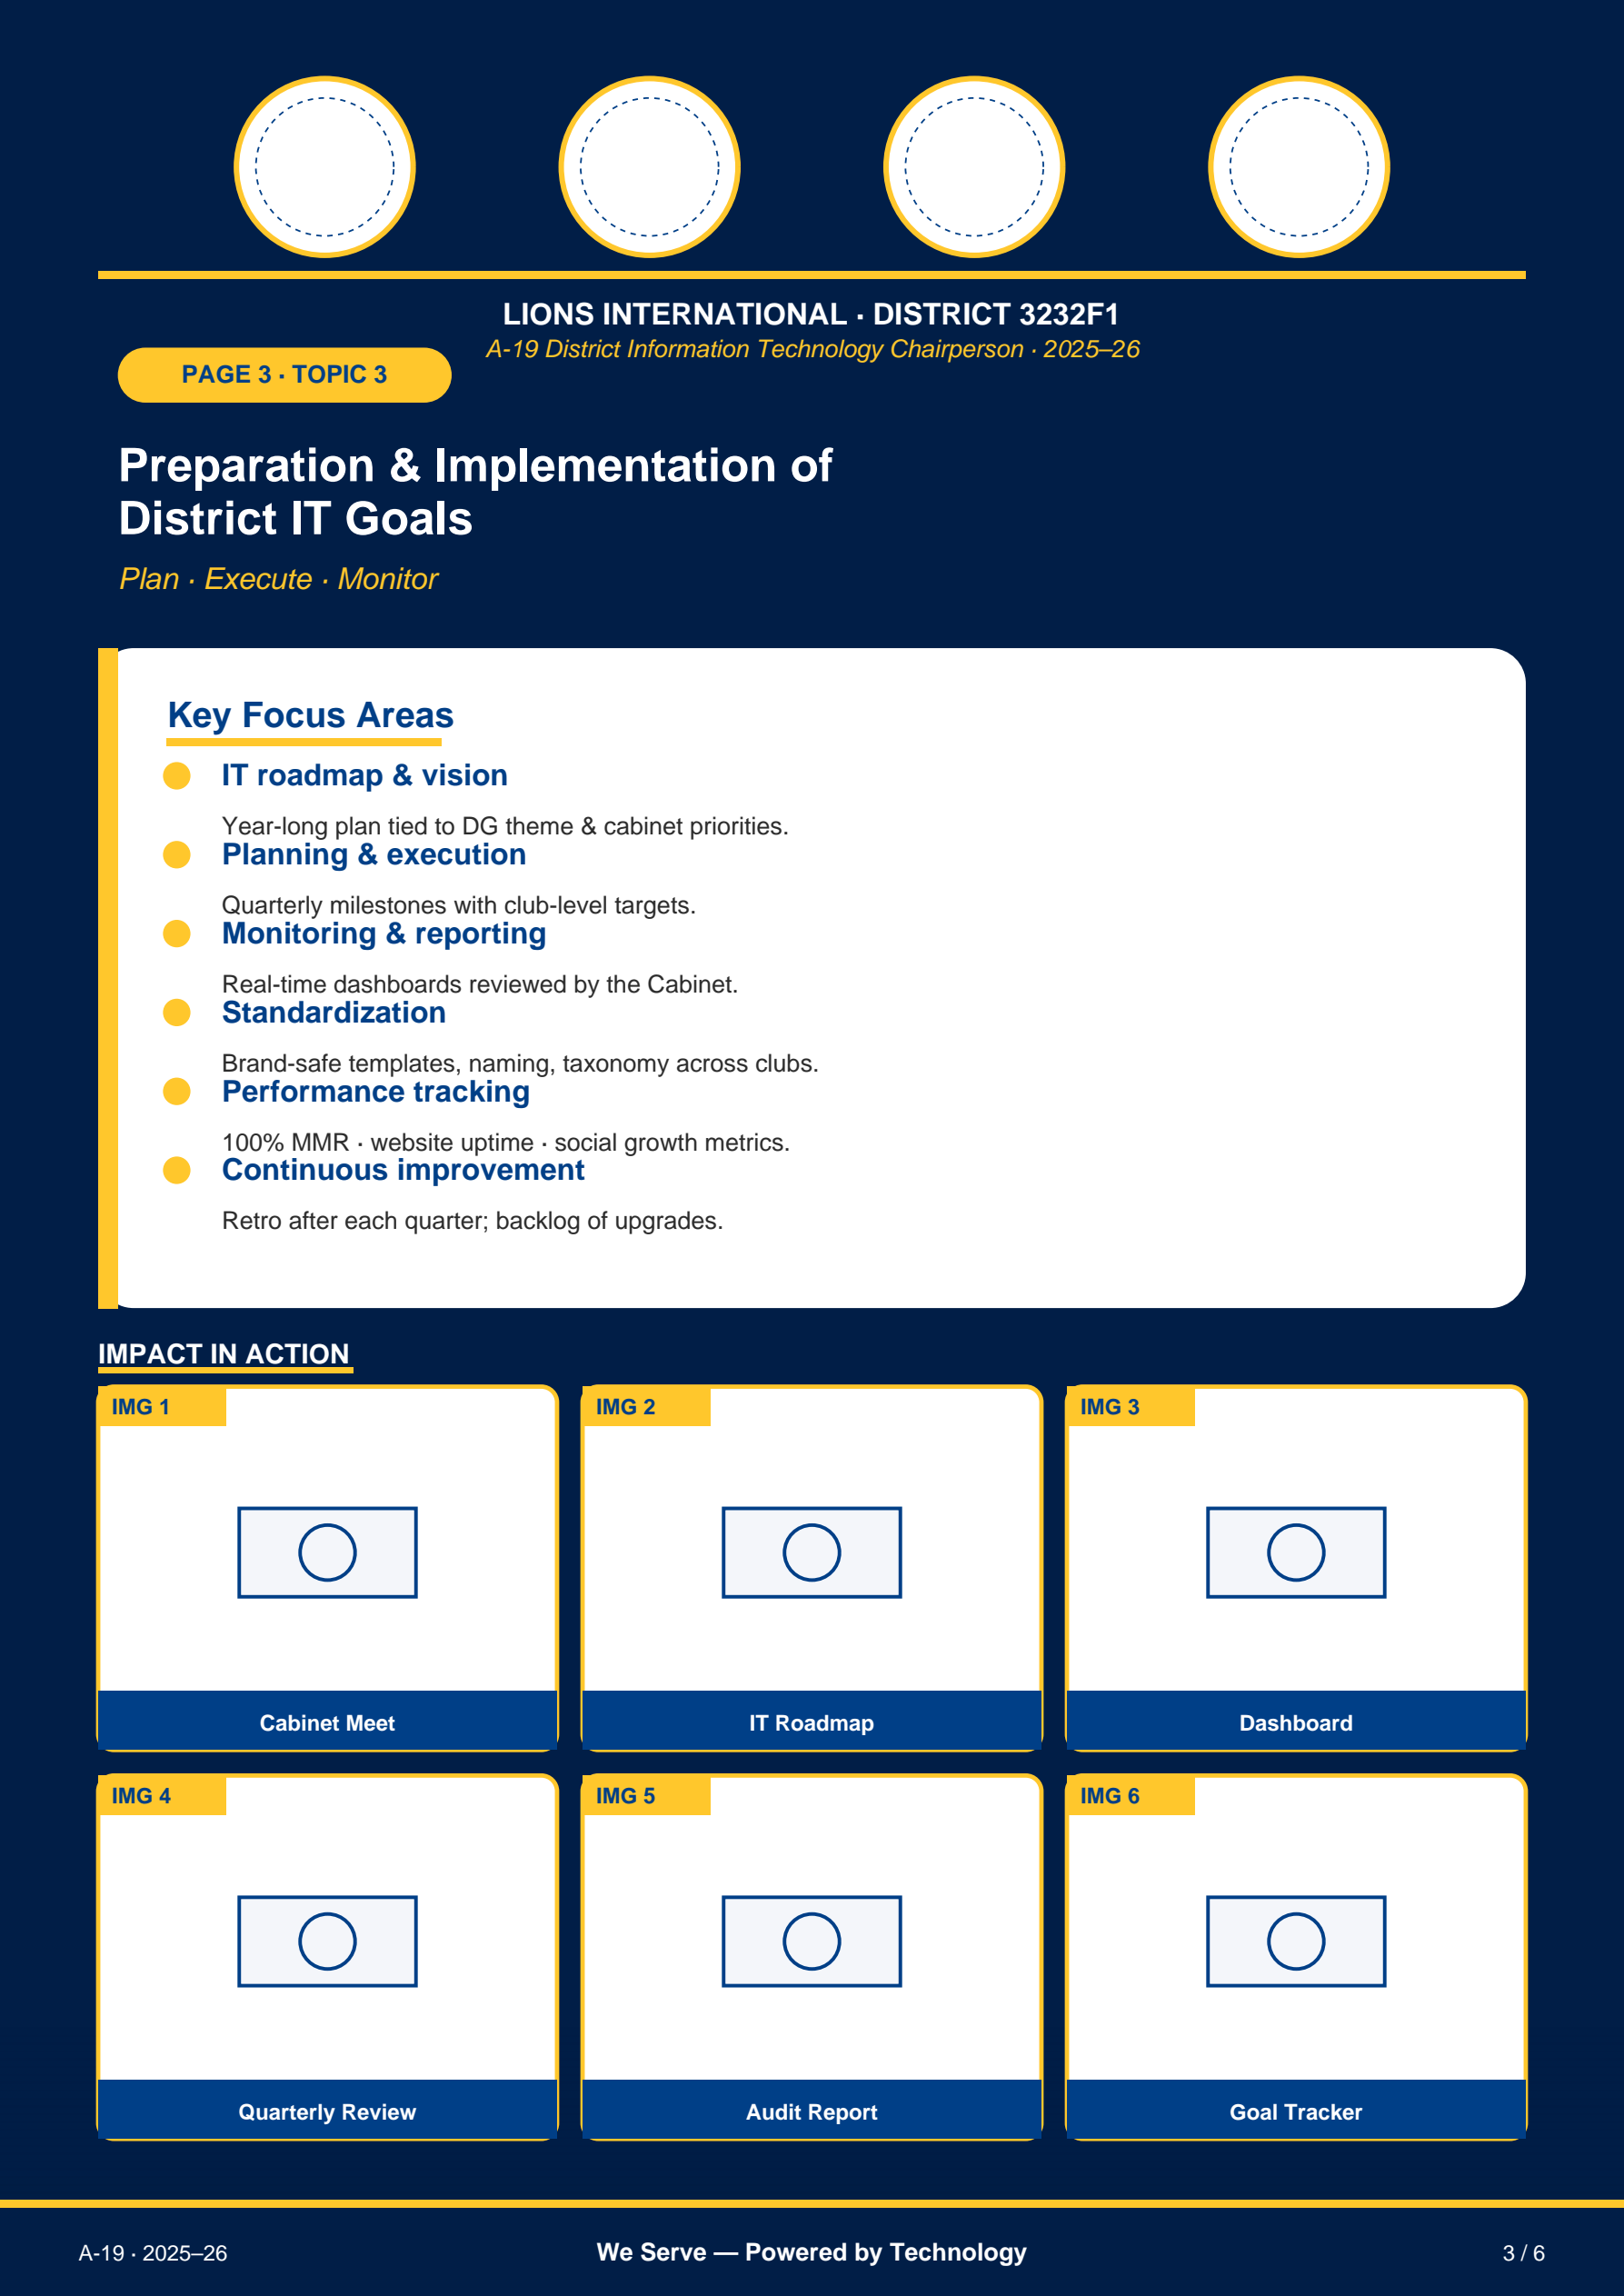 LIONS INTERNATIONAL · DISTRICT 3232F1
A-19 District Information Technology Chairperson · 2025–26
PAGE 3 · TOPIC 3
Preparation & Implementation of
District IT Goals
Plan · Execute · Monitor
Key Focus Areas
IT roadmap & vision
Year-long plan tied to DG theme & cabinet priorities.
Planning & execution
Quarterly milestones with club-level targets.
Monitoring & reporting
Real-time dashboards reviewed by the Cabinet.
Standardization
Brand-safe templates, naming, taxonomy across clubs.
Performance tracking
100% MMR · website uptime · social growth metrics.
Continuous improvement
Retro after each quarter; backlog of upgrades.
IMPACT IN ACTION
IMG 1
IMG 2
IMG 3
Cabinet Meet
IT Roadmap
Dashboard
IMG 4
IMG 5
IMG 6
Quarterly Review
Audit Report
Goal Tracker
A-19 · 2025–26
We Serve — Powered by Technology
3 / 6